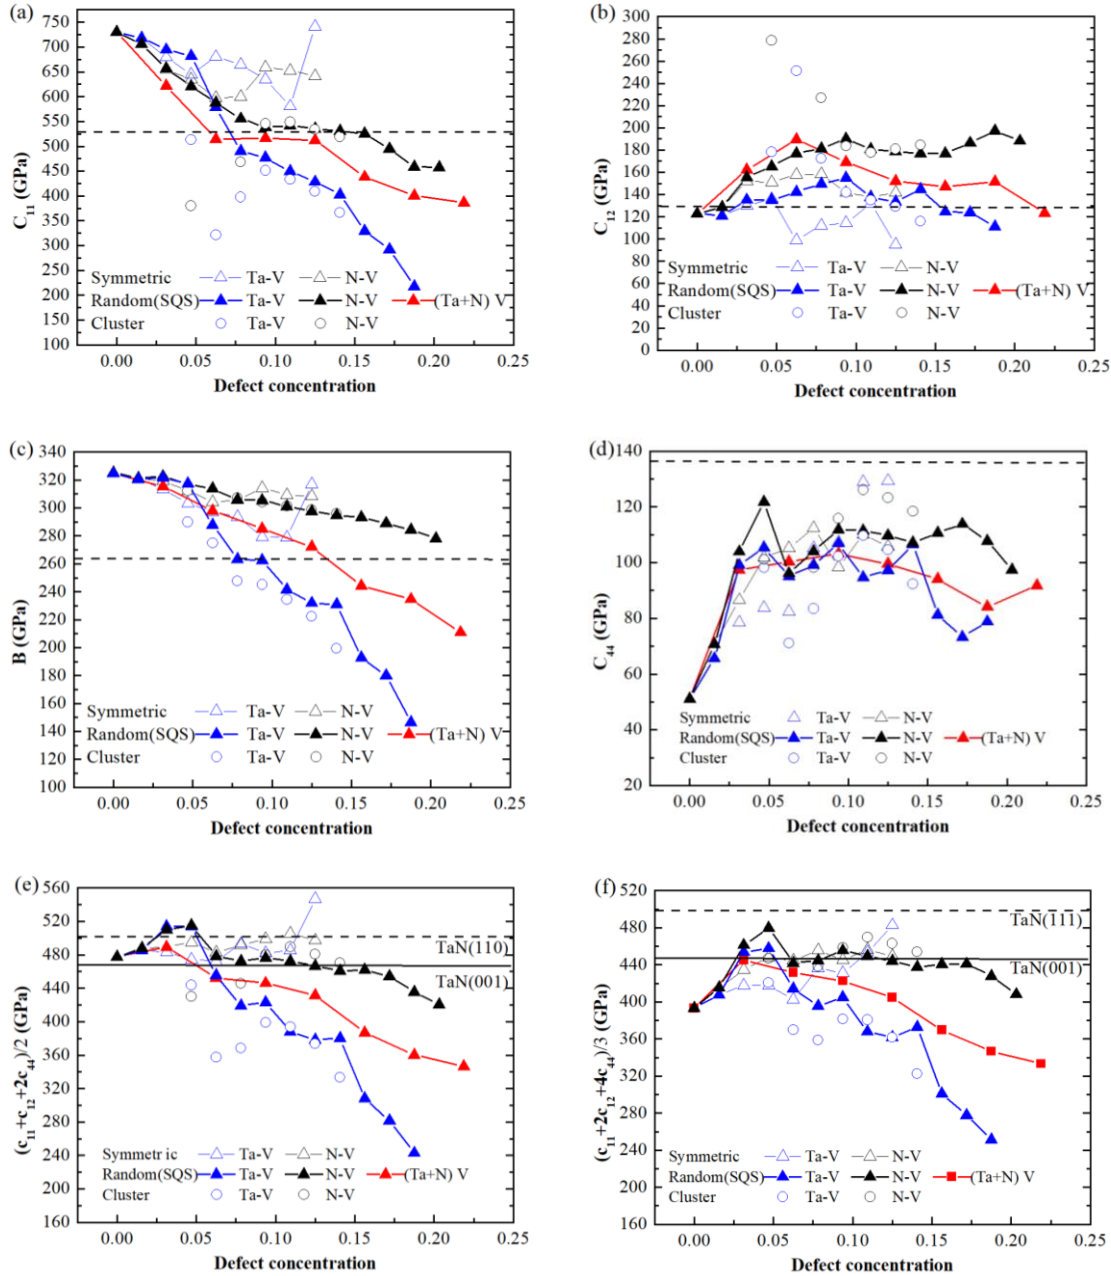 (a)
C11 (GPa)
750
700
650
600
550
500
450
400
350
300
250
200
150
100
Symmetric Ta-V N-V
Random(SQS) Ta-V N-V (Ta+N) V
Cluster Ta-V N-V
0.00 0.05 0.10 0.15 0.20 0.25
Defect concentration
(b)
C12 (GPa)
300
280
260
240
220
200
180
160
140
120
100
80
60
40
20
0
Symmetric Ta-V N-V
Random(SQS) Ta-V N-V (Ta+N) V
Cluster Ta-V N-V
0.00 0.05 0.10 0.15 0.20 0.25
Defect concentration
(c)
B (GPa)
340
320
300
280
260
240
220
200
180
160
140
120
100
Symmetric Ta-V N-V
Random(SQS) Ta-V N-V (Ta+N) V
Cluster Ta-V N-V
0.00 0.05 0.10 0.15 0.20 0.25
Defect concentration
(d)
C44 (GPa)
140
120
100
80
60
40
20
Symmetric Ta-V N-V
Random(SQS) Ta-V N-V (Ta+N) V
Cluster Ta-V N-V
0.00 0.05 0.10 0.15 0.20 0.25
Defect concentration
(e)
(c11+c12+2c44)/2 (GPa)
560
520
480
440
400
360
320
280
240
200
160
TaN(110)
TaN(001)
Symmetric Ta-V N-V
Random(SQS) Ta-V N-V (Ta+N) V
Cluster Ta-V N-V
0.00 0.05 0.10 0.15 0.20 0.25
Defect concentration
(f)
(c11+2c12+4c44)/3 (GPa)
520
480
440
400
360
320
280
240
200
160
TaN(111)
TaN(001)
Symmetric Ta-V N-V
Random(SQS) Ta-V N-V (Ta+N) V
Cluster Ta-V N-V
0.00 0.05 0.10 0.15 0.20 0.25
Defect concentration